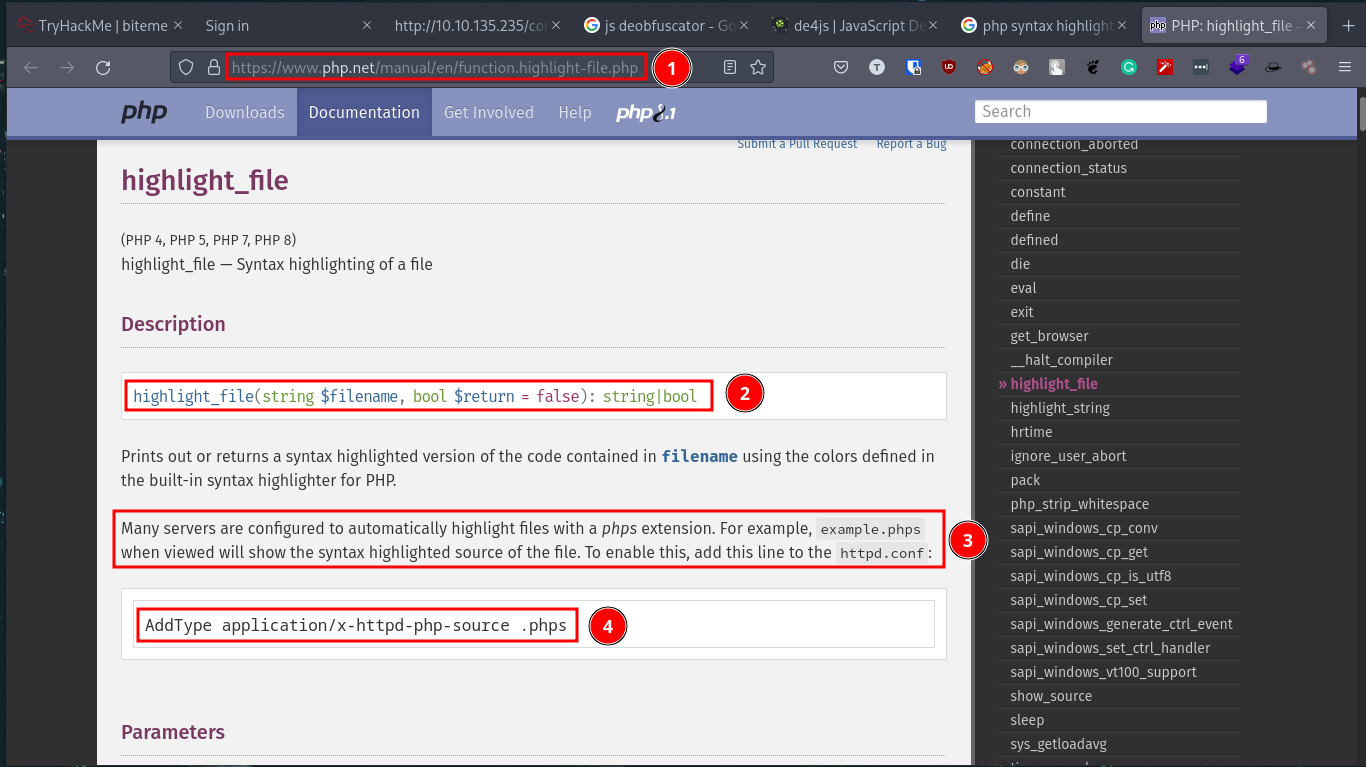 TryHackMe | biteme
Sign in
http://10.10.135.235/co
js deobfuscator - Go
de4js | JavaScript De
php syntax highlight
PHP: highlight_file -
https://www.php.net/manual/en/function.highlight-file.php
1
6
php
Downloads
Documentation
Get Involved
Help
php8.1
Search
Submit a Pull Request
Report a Bug
highlight_file
(PHP 4, PHP 5, PHP 7, PHP 8)
highlight_file — Syntax highlighting of a file
Description
highlight_file(string $filename, bool $return = false): string|bool
2
Prints out or returns a syntax highlighted version of the code contained in filename using the colors defined in
the built-in syntax highlighter for PHP.
Many servers are configured to automatically highlight files with a phps extension. For example, example.phps
when viewed will show the syntax highlighted source of the file. To enable this, add this line to the httpd.conf:
3
AddType application/x-httpd-php-source .phps
4
Parameters
connection_aborted
connection_status
constant
define
defined
die
eval
exit
get_browser
__halt_compiler
» highlight_file
highlight_string
hrtime
ignore_user_abort
pack
php_strip_whitespace
sapi_windows_cp_conv
sapi_windows_cp_get
sapi_windows_cp_is_utf8
sapi_windows_cp_set
sapi_windows_generate_ctrl_event
sapi_windows_set_ctrl_handler
sapi_windows_vt100_support
show_source
sleep
sys_getloadavg